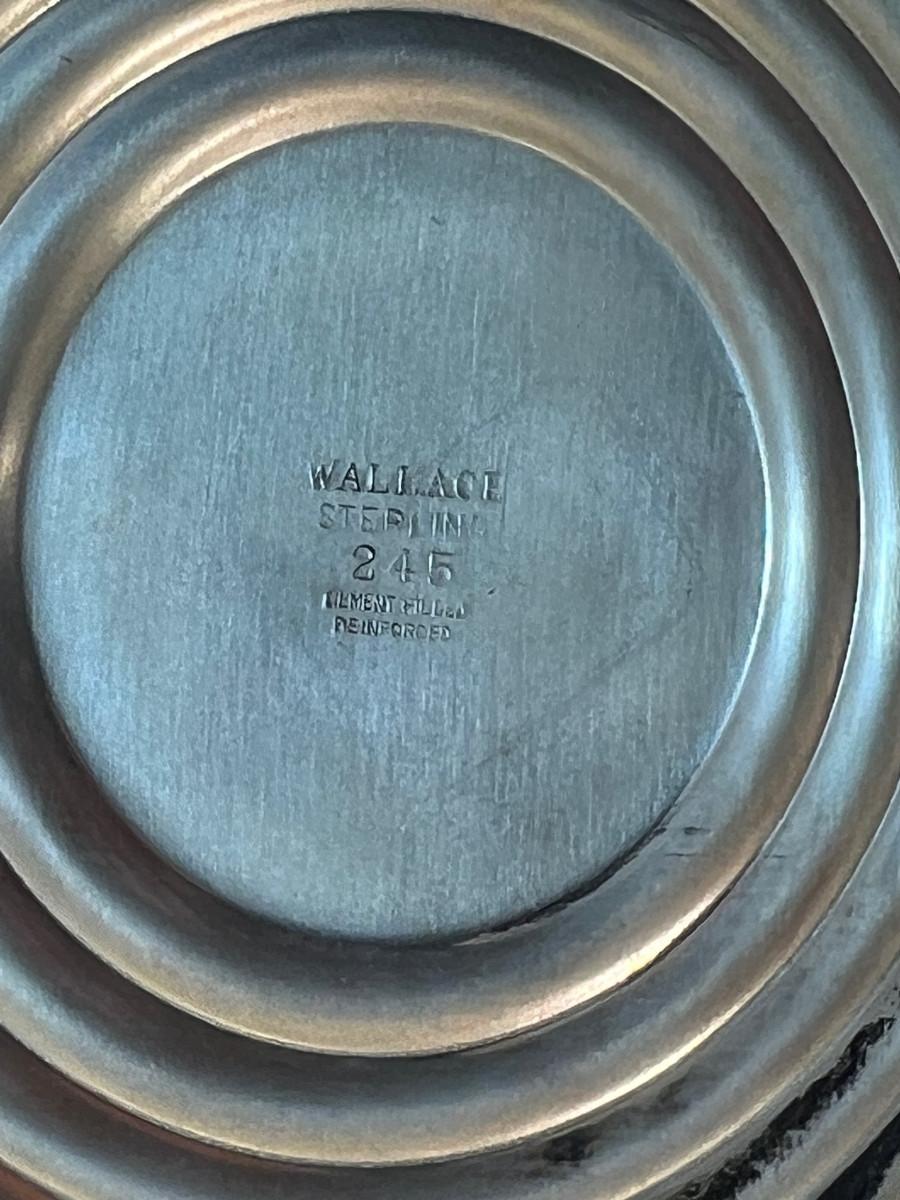 WALLACE
STERLING
245
CEMENT FILLED
REINFORCED